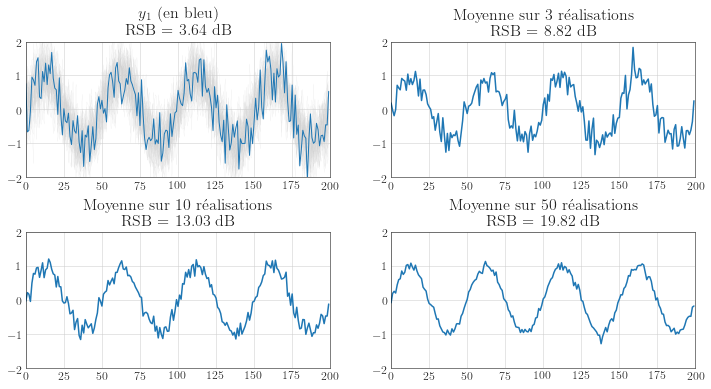 y₁ (en bleu)
RSB = 3.64 dB
2
1
0
−1
−2
0 25 50 75 100 125 150 175 200
Moyenne sur 3 réalisations
RSB = 8.82 dB
2
1
0
−1
−2
0 25 50 75 100 125 150 175 200
Moyenne sur 10 réalisations
RSB = 13.03 dB
2
1
0
−1
−2
0 25 50 75 100 125 150 175 200
Moyenne sur 50 réalisations
RSB = 19.82 dB
2
1
0
−1
−2
0 25 50 75 100 125 150 175 200